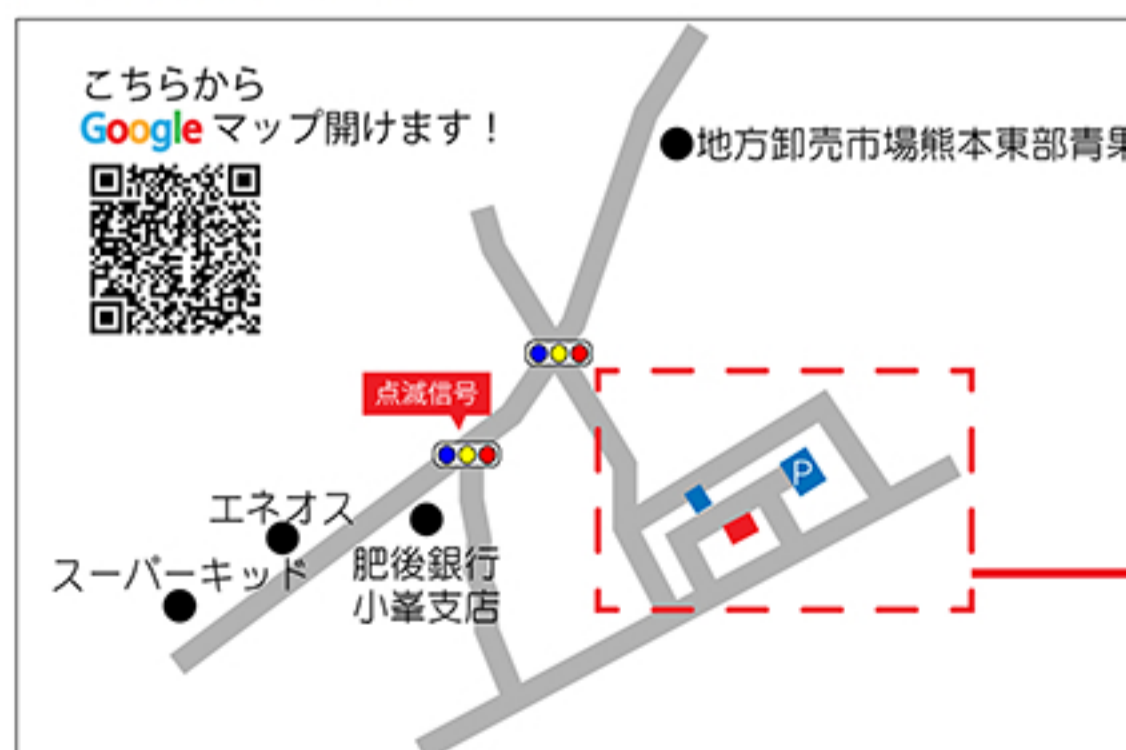 こちらから
Google マップ開けます！
地方卸売市場熊本東部青果
点滅信号
エネオス
スーパーキッド
肥後銀行
小峯支店
P